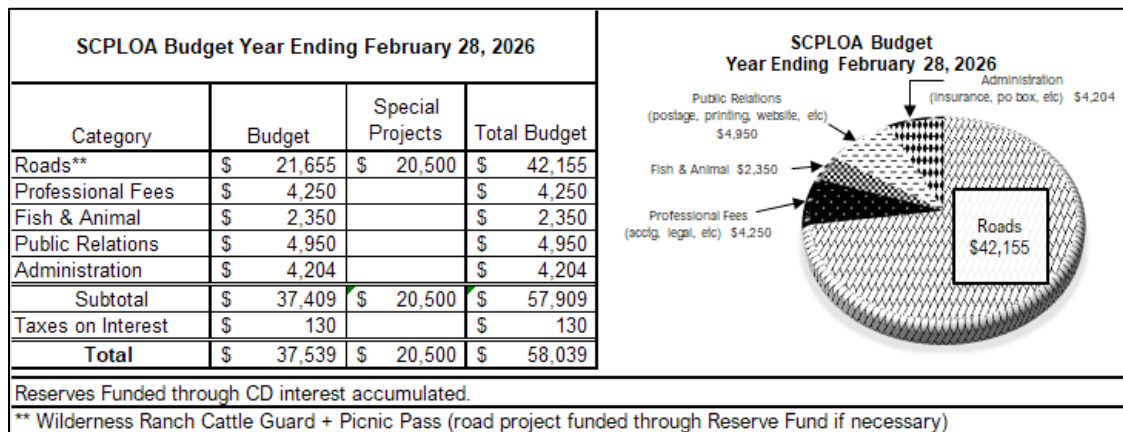 SCPLOA Budget Year Ending February 28, 2026
Category Budget Special Projects Total Budget
Roads** $ 21,655 $ 20,500 $ 42,155
Professional Fees $ 4,250 $ 4,250
Fish & Animal $ 2,350 $ 2,350
Public Relations $ 4,950 $ 4,950
Administration $ 4,204 $ 4,204
Subtotal $ 37,409 $ 20,500 $ 57,909
Taxes on Interest $ 130 $ 130
Total $ 37,539 $ 20,500 $ 58,039
SCPLOA Budget
Year Ending February 28, 2026
Administration
(insurance, po box, etc) $4,204
Public Relations
(postage, printing, website, etc)
$4,950
Fish & Animal $2,350
Professional Fees
(acctg, legal, etc) $4,250
Roads
$42,155
Reserves Funded through CD interest accumulated.
** Wilderness Ranch Cattle Guard + Picnic Pass (road project funded through Reserve Fund if necessary)